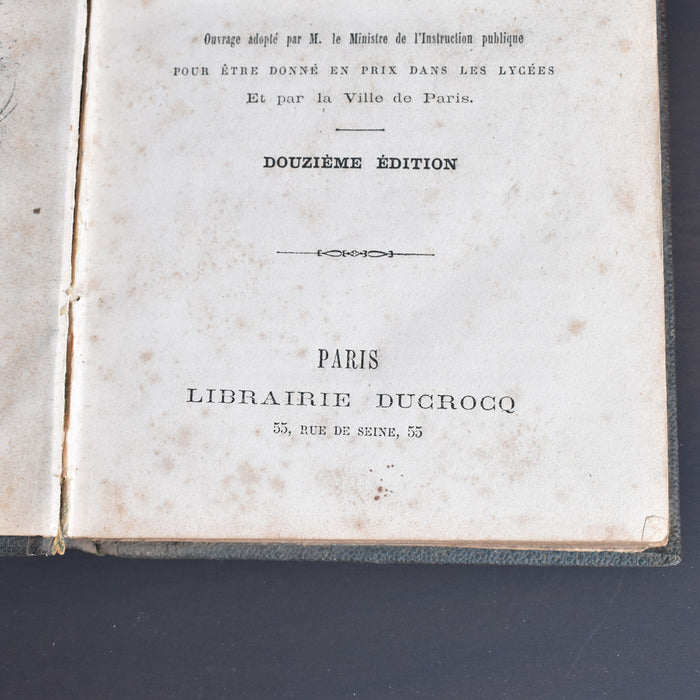 Ouvrage adopté par M. le Ministre de l'Instruction publique
POUR ÊTRE DONNÉ EN PRIX DANS LES LYCÉES
Et par la Ville de Paris.
DOUZIÈME ÉDITION
PARIS
LIBRAIRIE DUCROCQ
55, RUE DE SEINE, 55